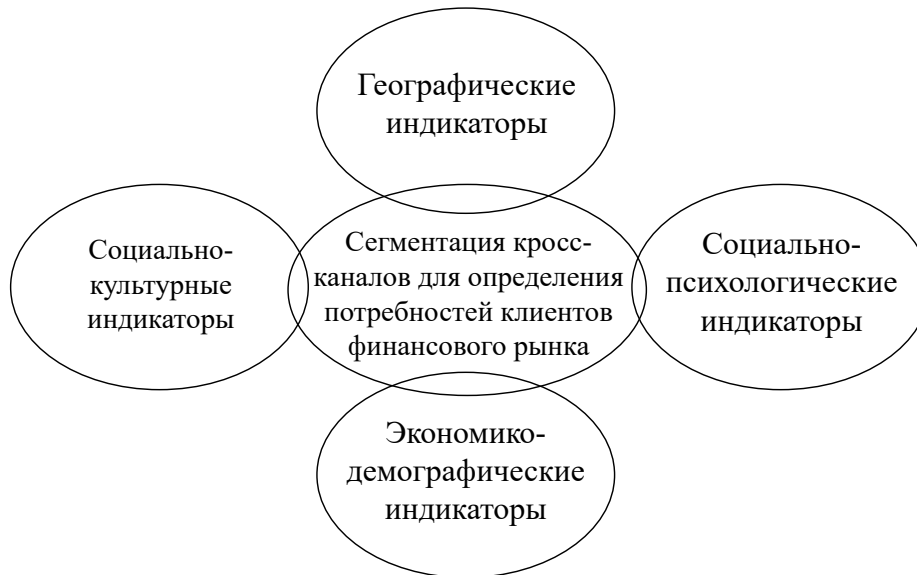 Географические
индикаторы
Социально-
культурные
индикаторы
Сегментация кросс-
каналов для определения
потребностей клиентов
финансового рынка
Социально-
психологические
индикаторы
Экономико-
демографические
индикаторы